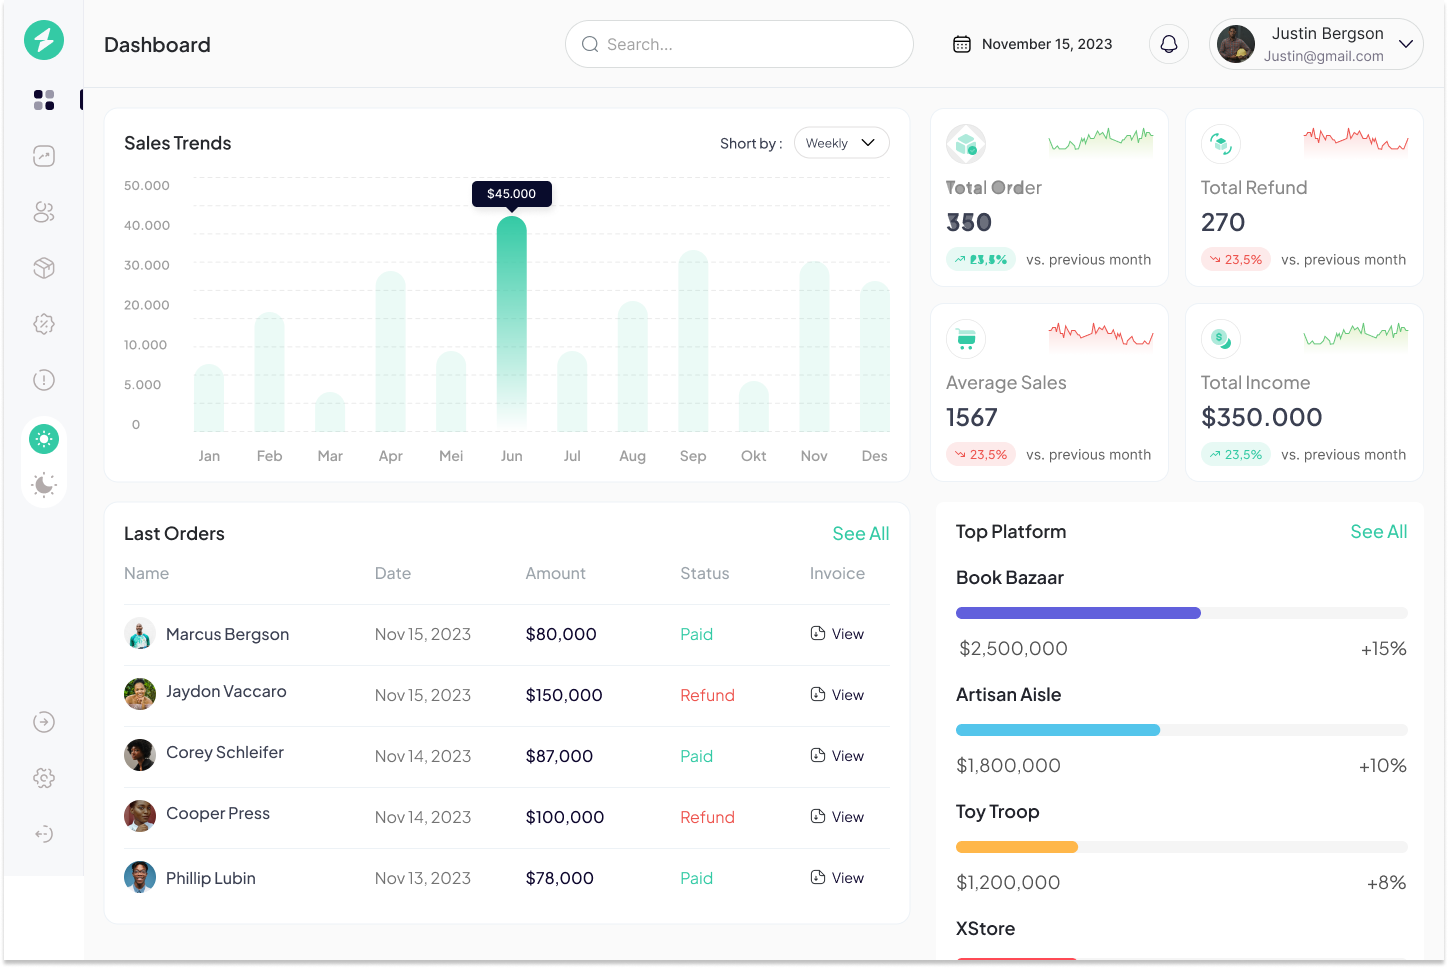 Dashboard
Search...
November 15, 2023
Justin Bergson
Justin@gmail.com
Sales Trends
Short by :
Weekly
50.000
40.000
30.000
20.000
10.000
5.000
0
$45.000
Jan Feb Mar Apr Mei Jun Jul Aug Sep Okt Nov Des
Total Order
350
vs. previous month
Total Refund
270
23,5% vs. previous month
Average Sales
1567
23,5% vs. previous month
Total Income
$350.000
23,5% vs. previous month
Last Orders
See All
Name Date Amount Status Invoice
Marcus Bergson Nov 15, 2023 $80,000 Paid View
Jaydon Vaccaro Nov 15, 2023 $150,000 Refund View
Corey Schleifer Nov 14, 2023 $87,000 Paid View
Cooper Press Nov 14, 2023 $100,000 Refund View
Phillip Lubin Nov 13, 2023 $78,000 Paid View
Top Platform
See All
Book Bazaar
$2,500,000 +15%
Artisan Aisle
$1,800,000 +10%
Toy Troop
$1,200,000 +8%
XStore